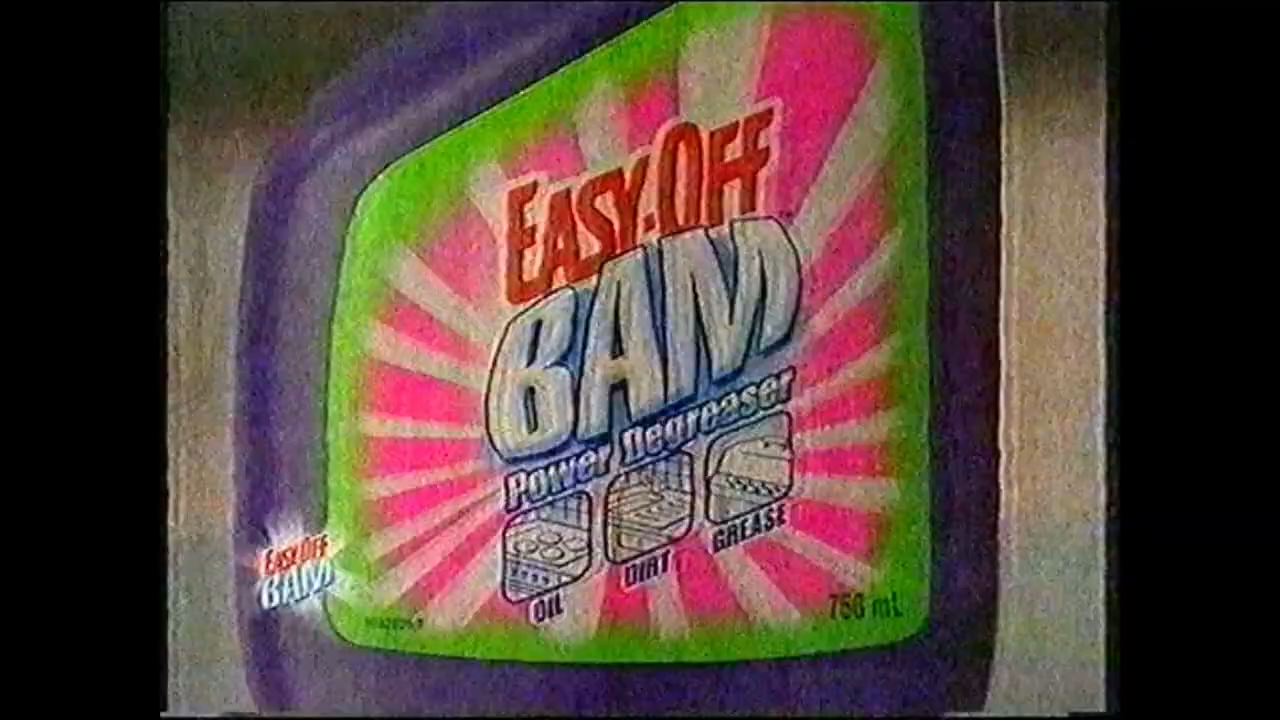 EASY-OFF
BAM
Power Degreaser
OIL
DIRT
GREASE
750 mL
EASY-OFF
BAM